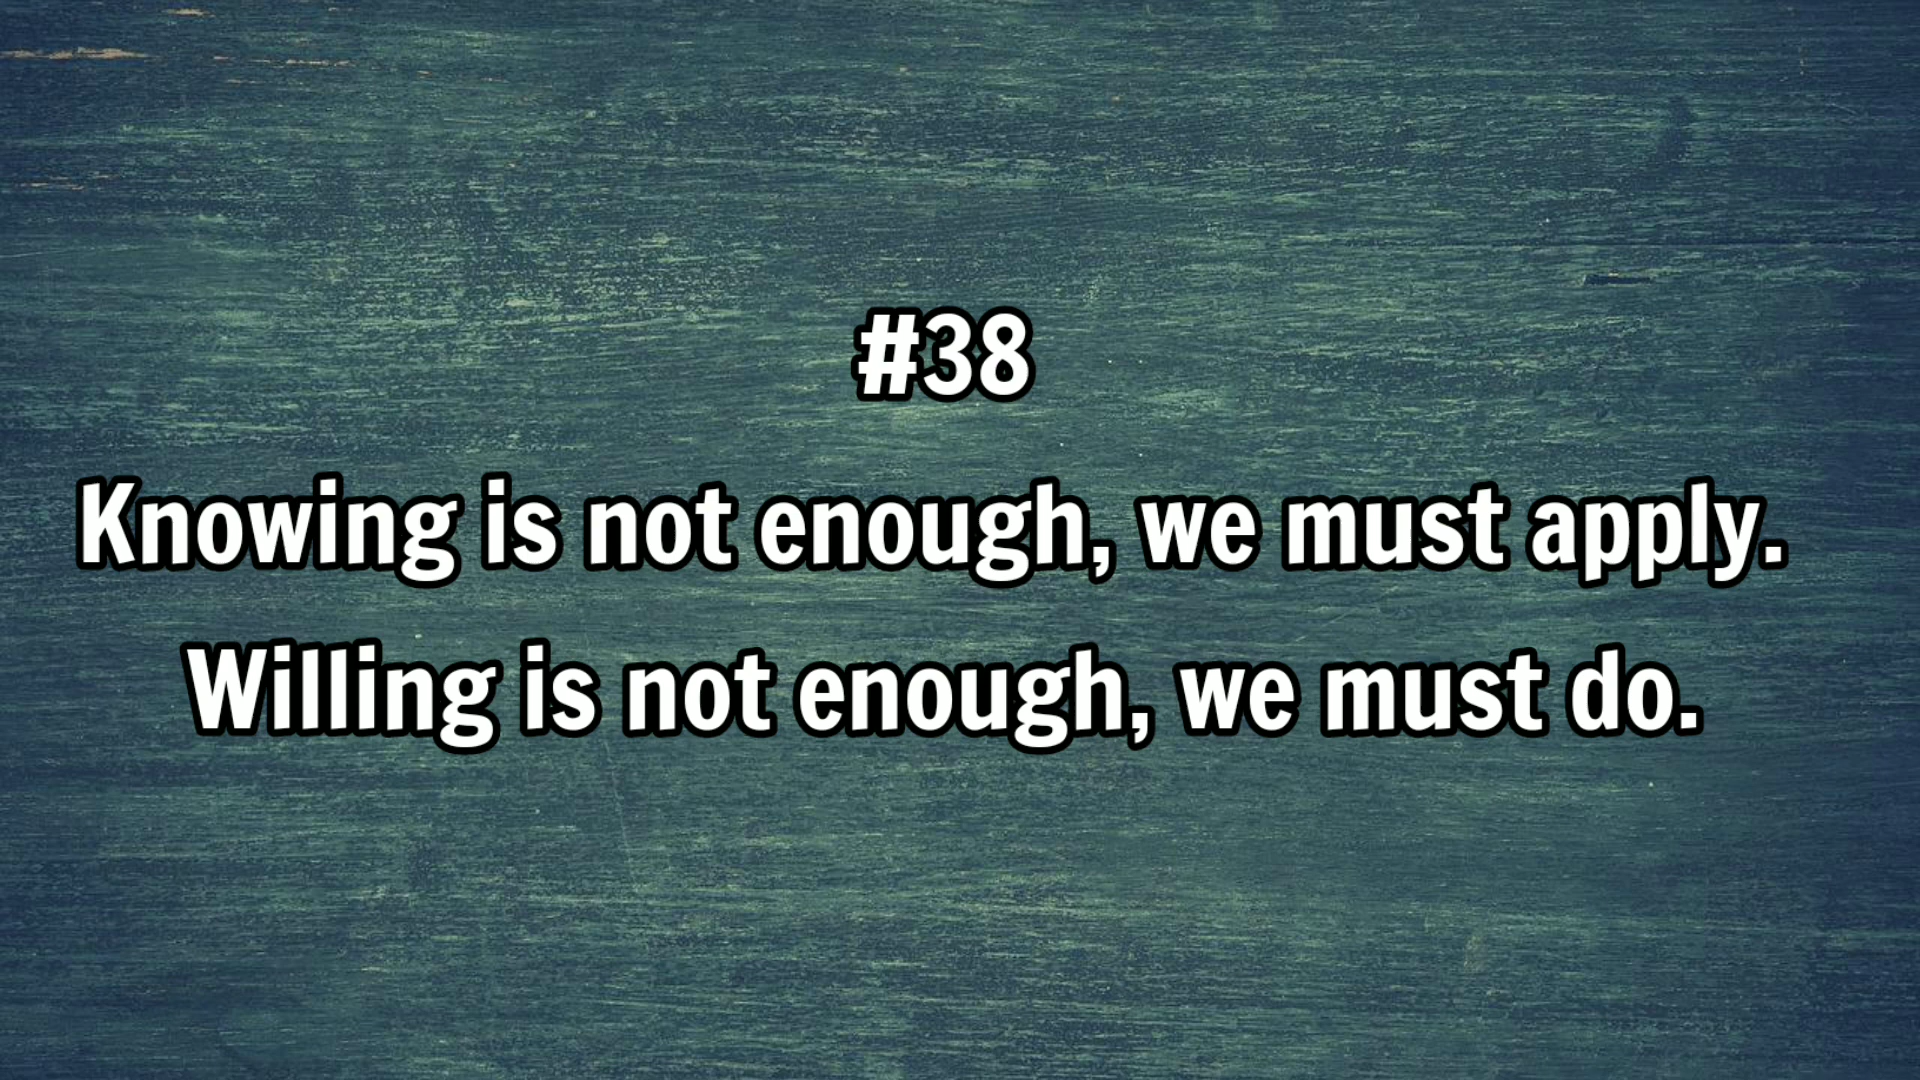 #38
Knowing is not enough, we must apply.
Willing is not enough, we must do.